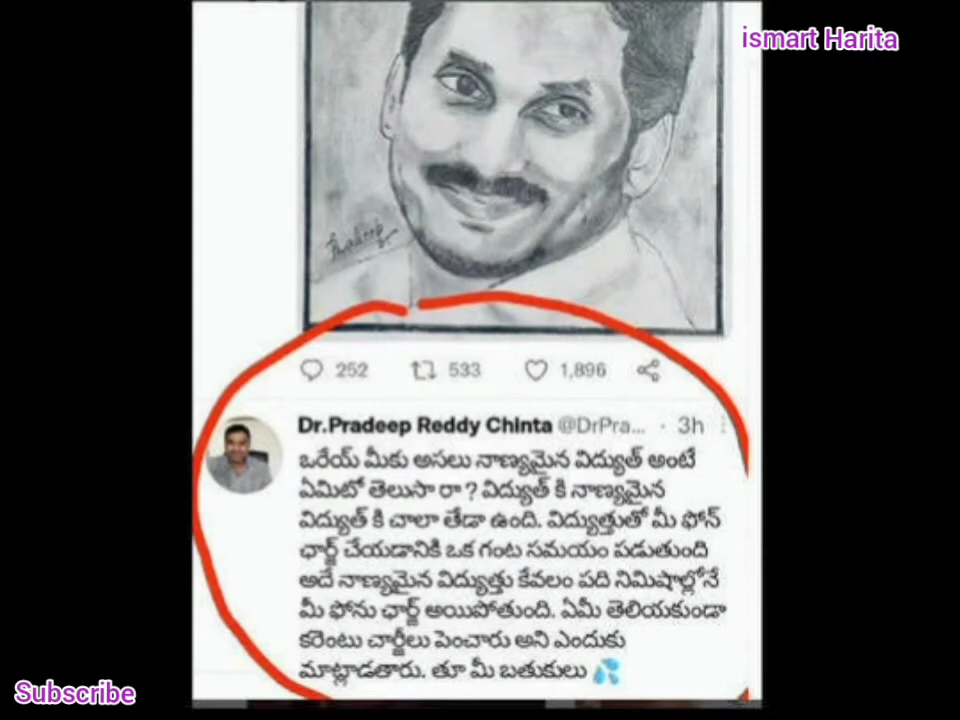 ismart Harita
Pradeep
252 533 1,896
Dr.Pradeep Reddy Chinta @DrPra... · 3h
ఒరేయ్ మీకు అసలు నాణ్యమైన విద్యుత్ అంటే
ఏమిటో తెలుసా రా ? విద్యుత్ కి నాణ్యమైన
విద్యుత్ కి చాలా తేడా ఉంది. విద్యుత్తుతో మీ ఫోన్
ఛార్జ్ చేయడానికి ఒక గంట సమయం పడుతుంది
అదే నాణ్యమైన విద్యుత్తు కేవలం పది నిమిషాల్లోనే
మీ ఫోను ఛార్జ్ అయిపోతుంది. ఏమీ తెలియకుండా
కరెంటు చార్జీలు పెంచారు అని ఎందుకు
మాట్లాడతారు. తూ మీ బతుకులు 💦
Subscribe